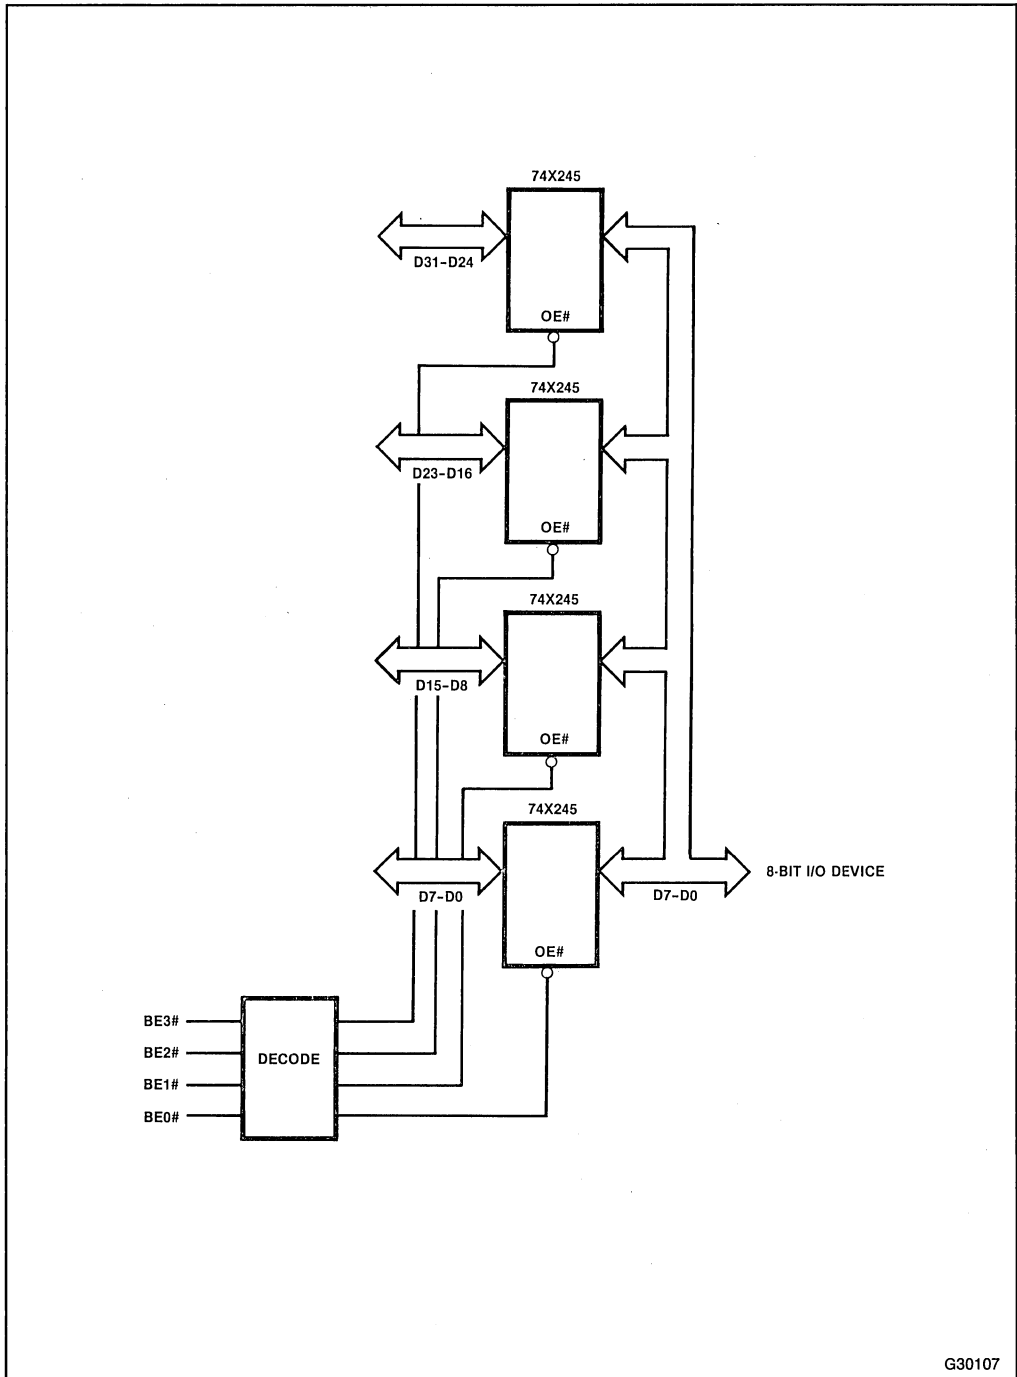 74X245
D31-D24
OE#
74X245
D23-D16
OE#
74X245
D15-D8
OE#
74X245
8-BIT I/O DEVICE
D7-D0
D7-D0
OE#
BE3#
BE2#
DECODE
BE1#
BE0#
G30107